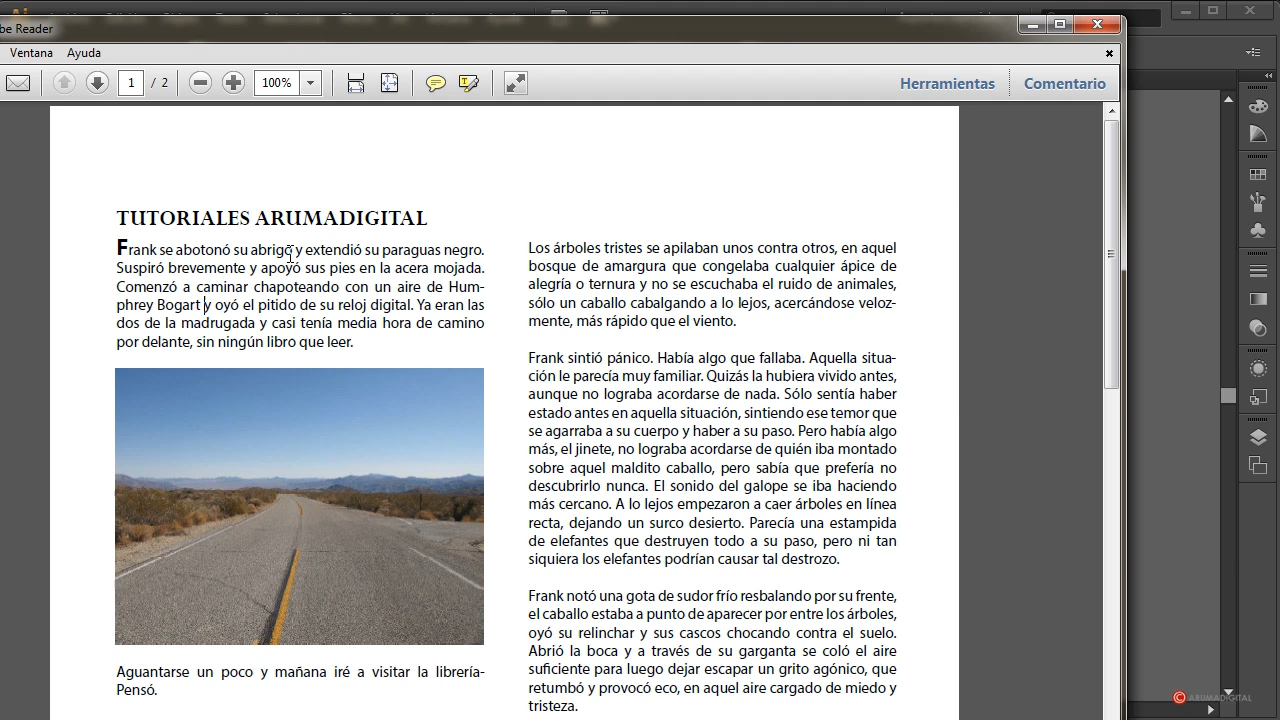 be Reader
Ventana Ayuda
1 / 2 100% Herramientas Comentario
TUTORIALES ARUMADIGITAL
Frank se abotonó su abrigo y extendió su paraguas negro.
Suspiró brevemente y apoyó sus pies en la acera mojada.
Comenzó a caminar chapoteando con un aire de Hum-
phrey Bogart y oyó el pitido de su reloj digital. Ya eran las
dos de la madrugada y casi tenía media hora de camino
por delante, sin ningún libro que leer.
Aguantarse un poco y mañana iré a visitar la librería-
Pensó.
Los árboles tristes se apilaban unos contra otros, en aquel
bosque de amargura que congelaba cualquier ápice de
alegría o ternura y no se escuchaba el ruido de animales,
sólo un caballo cabalgando a lo lejos, acercándose veloz-
mente, más rápido que el viento.
Frank sintió pánico. Había algo que fallaba. Aquella situa-
ción le parecía muy familiar. Quizás la hubiera vivido antes,
aunque no lograba acordarse de nada. Sólo sentía haber
estado antes en aquella situación, sintiendo ese temor que
se agarraba a su cuerpo y haber a su paso. Pero había algo
más, el jinete, no lograba acordarse de quién iba montado
sobre aquel maldito caballo, pero sabía que prefería no
descubrirlo nunca. El sonido del galope se iba haciendo
más cercano. A lo lejos empezaron a caer árboles en línea
recta, dejando un surco desierto. Parecía una estampida
de elefantes que destruyen todo a su paso, pero ni tan
siquiera los elefantes podrían causar tal destrozo.
Frank notó una gota de sudor frío resbalando por su frente,
el caballo estaba a punto de aparecer por entre los árboles,
oyó su relinchar y sus cascos chocando contra el suelo.
Abrió la boca y a través de su garganta se coló el aire
suficiente para luego dejar escapar un grito agónico, que
retumbó y provocó eco, en aquel aire cargado de miedo y
tristeza.
© ARUMADIGITAL